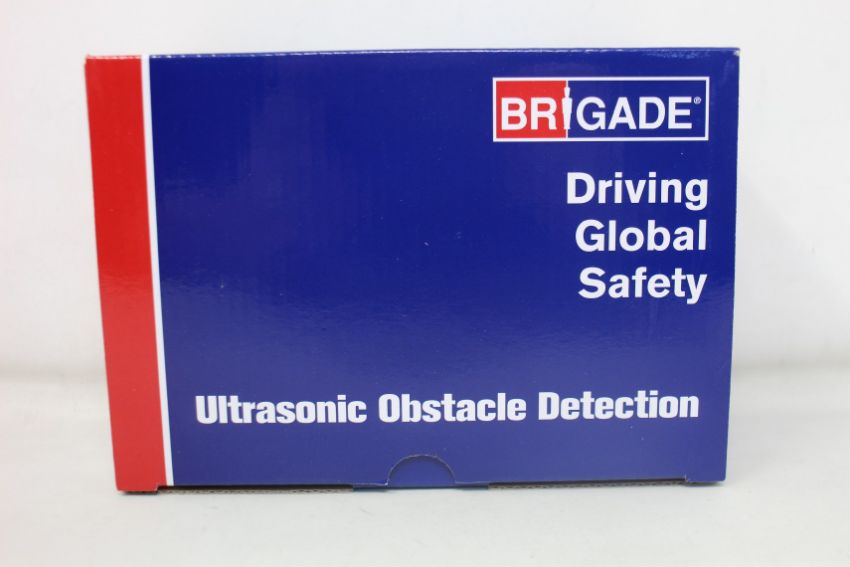 BRIGADE®
Driving
Global
Safety
Ultrasonic Obstacle Detection